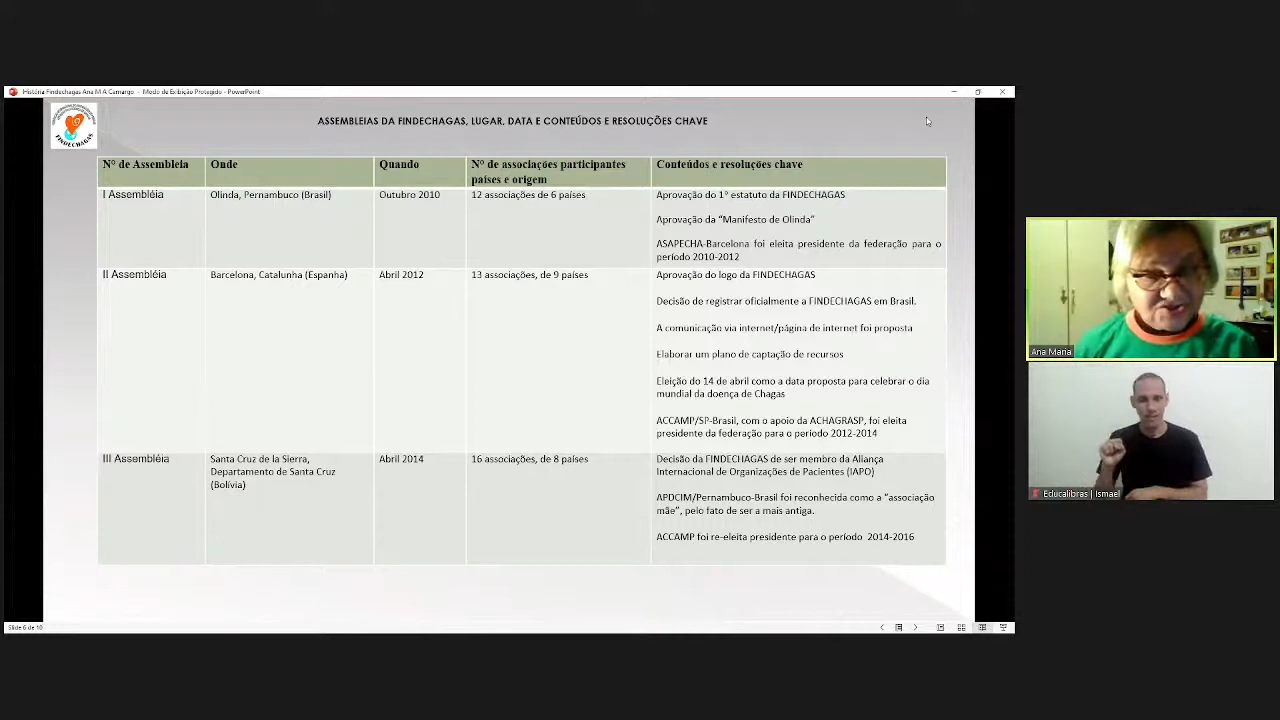 História Findechagas Ana M A Camargo - Modo de Exibição Protegido - PowerPoint
FINDECHAGAS
ASSEMBLEIAS DA FINDECHAGAS, LUGAR, DATA E CONTEÚDOS E RESOLUÇÕES CHAVE
N° de Assembleia
Onde
Quando
N° de associações participantes
países e origem
Conteúdos e resoluções chave
I Assembléia
Olinda, Pernambuco (Brasil)
Outubro 2010
12 associações de 6 países
Aprovação do 1° estatuto da FINDECHAGAS
Aprovação da “Manifesto de Olinda”
ASAPECHA-Barcelona foi eleita presidente da federação para o
período 2010-2012
II Assembléia
Barcelona, Catalunha (Espanha)
Abril 2012
13 associações, de 9 países
Aprovação do logo da FINDECHAGAS
Decisão de registrar oficialmente a FINDECHAGAS em Brasil.
A comunicação via internet/página de internet foi proposta
Elaborar um plano de captação de recursos
Eleição do 14 de abril como a data proposta para celebrar o dia
mundial da doença de Chagas
ACCAMP/SP-Brasil, com o apoio da ACHAGRASP, foi eleita
presidente da federação para o período 2012-2014
III Assembléia
Santa Cruz de la Sierra,
Departamento de Santa Cruz
(Bolívia)
Abril 2014
16 associações, de 8 países
Decisão da FINDECHAGAS de ser membro da Aliança
Internacional de Organizações de Pacientes (IAPO)
APDCIM/Pernambuco-Brasil foi reconhecida como a “associação
mãe”, pelo fato de ser a mais antiga.
ACCAMP foi re-eleita presidente para o período 2014-2016
Slide 6 de 10
Ana Maria
Educalibras | Ismael